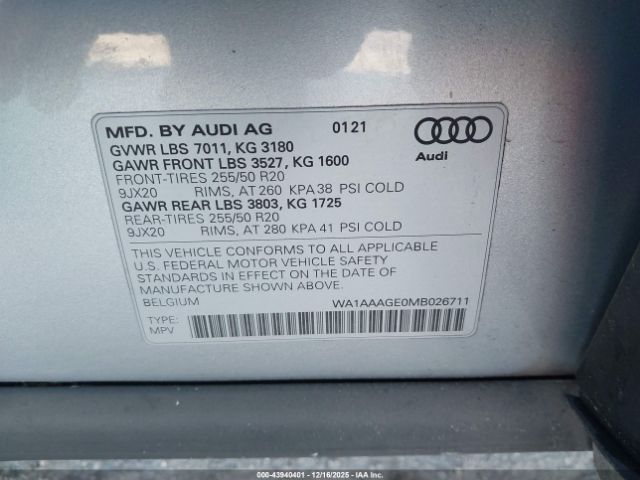 MFD. BY AUDI AG 0121
GVWR LBS 7011, KG 3180
GAWR FRONT LBS 3527, KG 1600
FRONT-TIRES 255/50 R20
9JX20 RIMS, AT 260 KPA 38 PSI COLD
GAWR REAR LBS 3803, KG 1725
REAR-TIRES 255/50 R20
9JX20 RIMS, AT 280 KPA 41 PSI COLD
Audi
THIS VEHICLE CONFORMS TO ALL APPLICABLE
U.S. FEDERAL MOTOR VEHICLE SAFETY
STANDARDS IN EFFECT ON THE DATE OF
MANUFACTURE SHOWN ABOVE.
BELGIUM WA1AAAGE0MB026711
TYPE:
MPV
000-43940401 - 12/16/2025 - IAAI.com